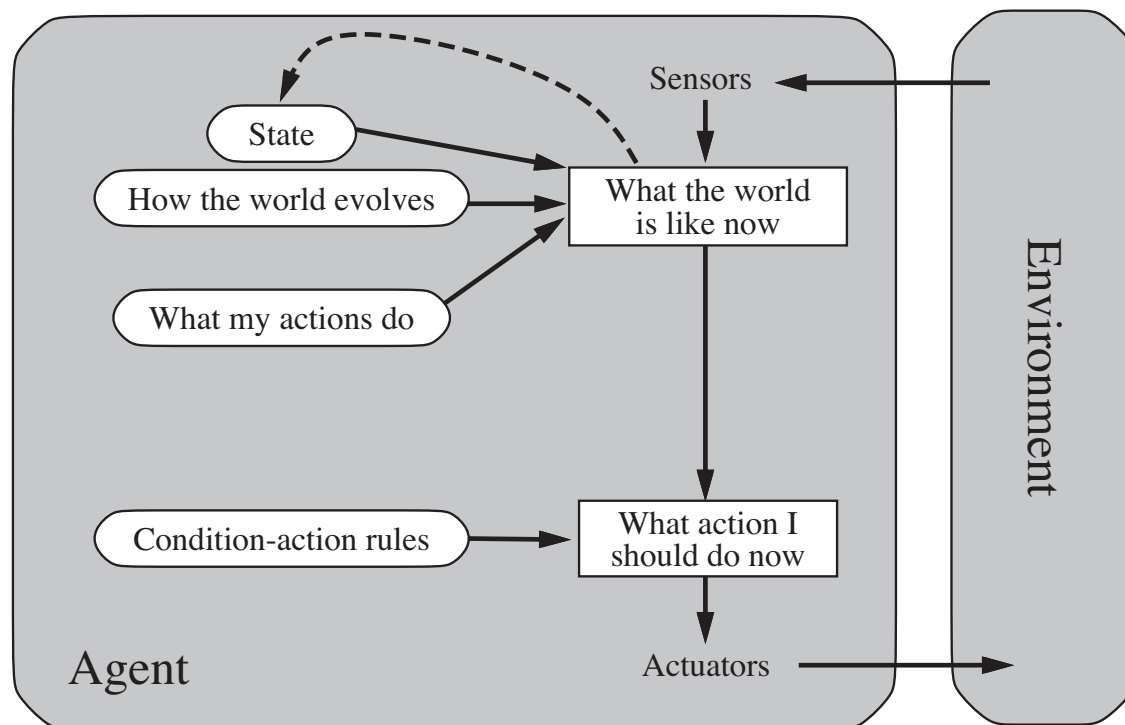 Sensors
State
How the world evolves
What the world
is like now
What my actions do
Environment
Condition-action rules
What action I
should do now
Agent
Actuators